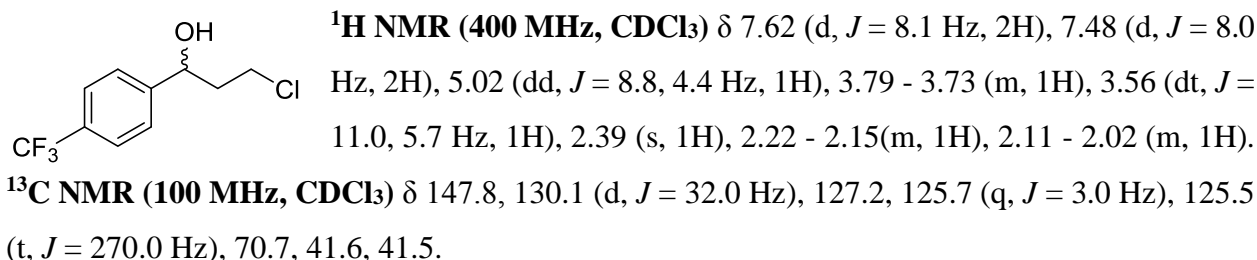 OH
Cl
CF₃
¹H NMR (400 MHz, CDCl₃) δ 7.62 (d, J = 8.1 Hz, 2H), 7.48 (d, J = 8.0
Hz, 2H), 5.02 (dd, J = 8.8, 4.4 Hz, 1H), 3.79 - 3.73 (m, 1H), 3.56 (dt, J =
11.0, 5.7 Hz, 1H), 2.39 (s, 1H), 2.22 - 2.15(m, 1H), 2.11 - 2.02 (m, 1H).
¹³C NMR (100 MHz, CDCl₃) δ 147.8, 130.1 (d, J = 32.0 Hz), 127.2, 125.7 (q, J = 3.0 Hz), 125.5
(t, J = 270.0 Hz), 70.7, 41.6, 41.5.